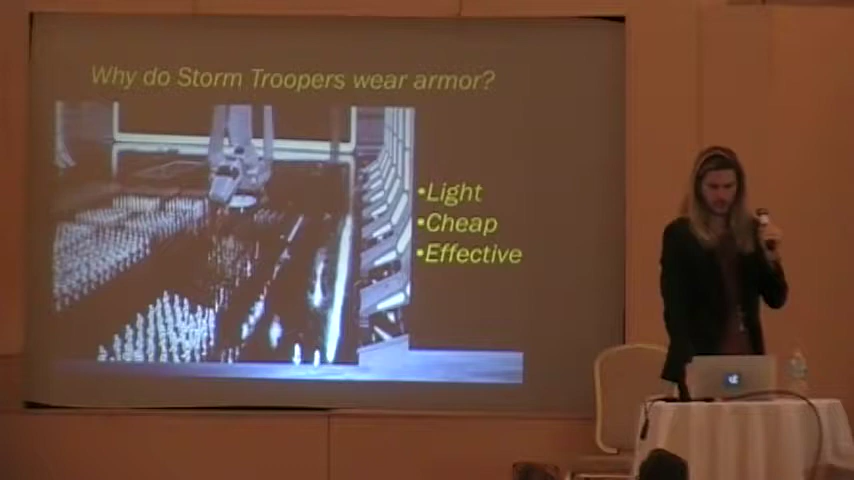 Why do Storm Troopers wear armor?
•Light
•Cheap
•Effective